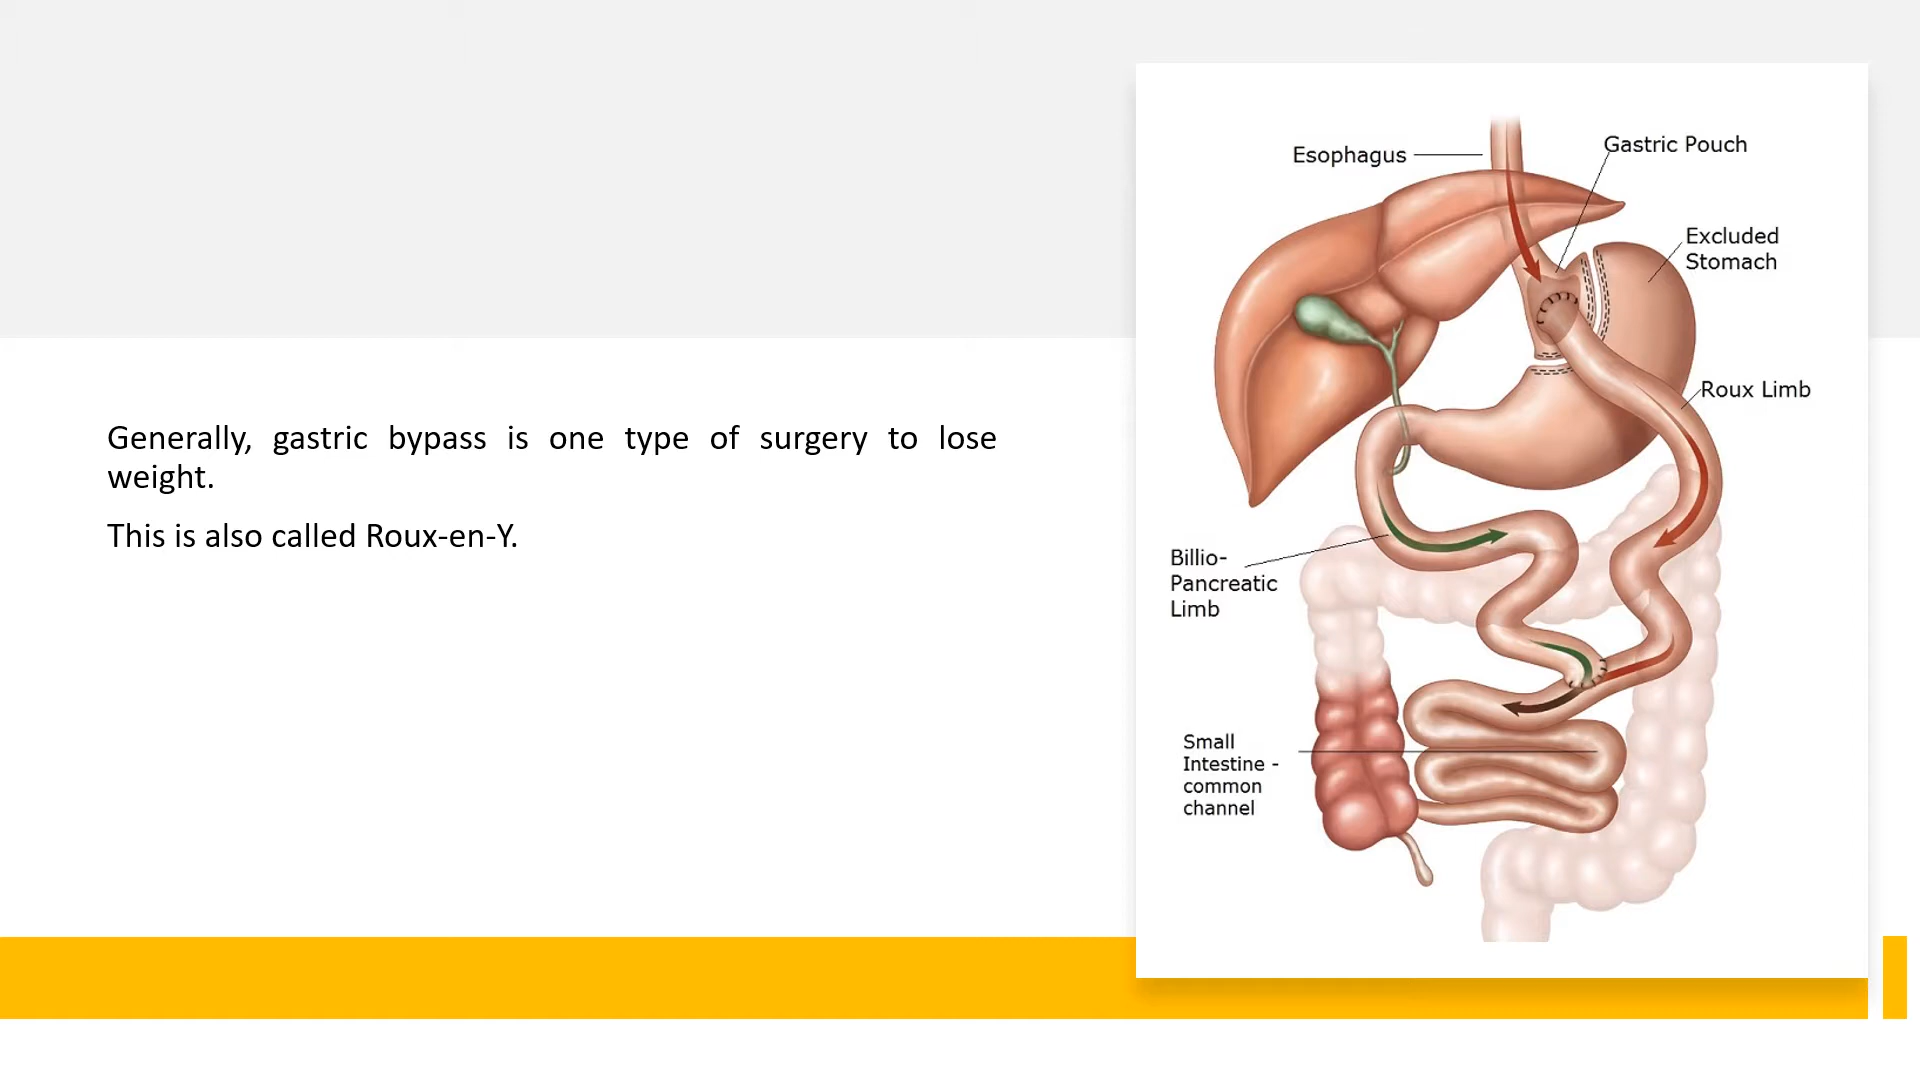 Generally, gastric bypass is one type of surgery to lose
weight.
This is also called Roux-en-Y.
Esophagus
Gastric Pouch
Excluded
Stomach
Roux Limb
Billio-
Pancreatic
Limb
Small
Intestine -
common
channel